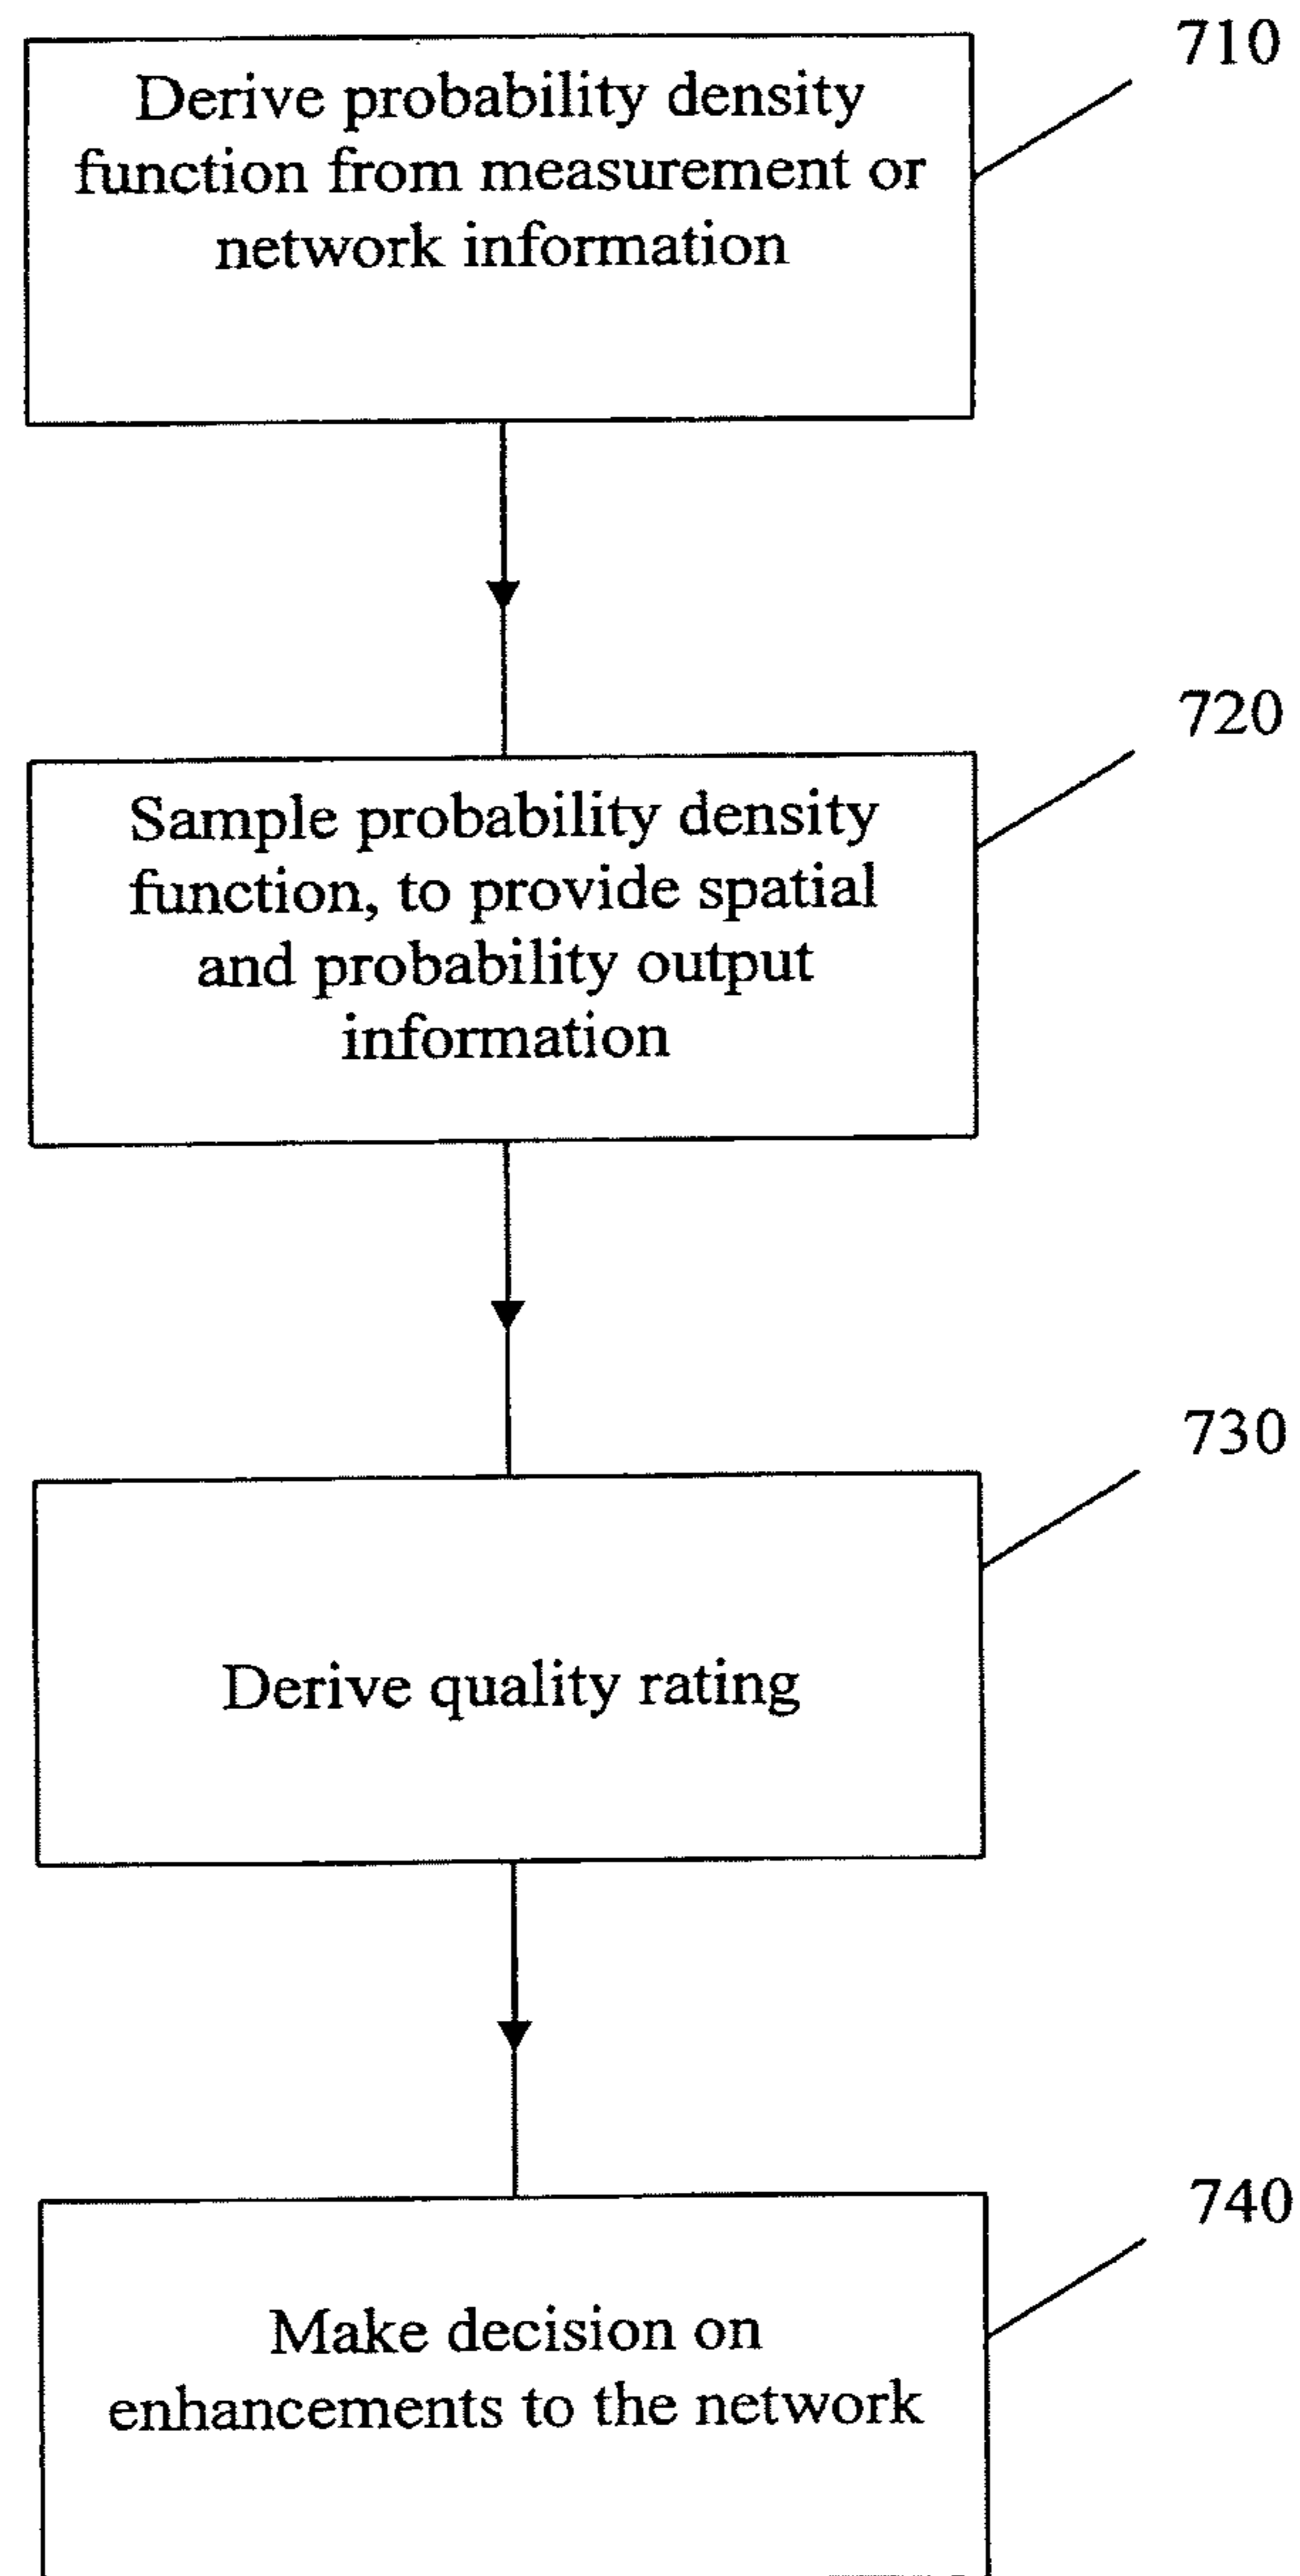 710
Derive probability density
function from measurement or
network information
720
Sample probability density
function, to provide spatial
and probability output
information
730
Derive quality rating
740
Make decision on
enhancements to the network